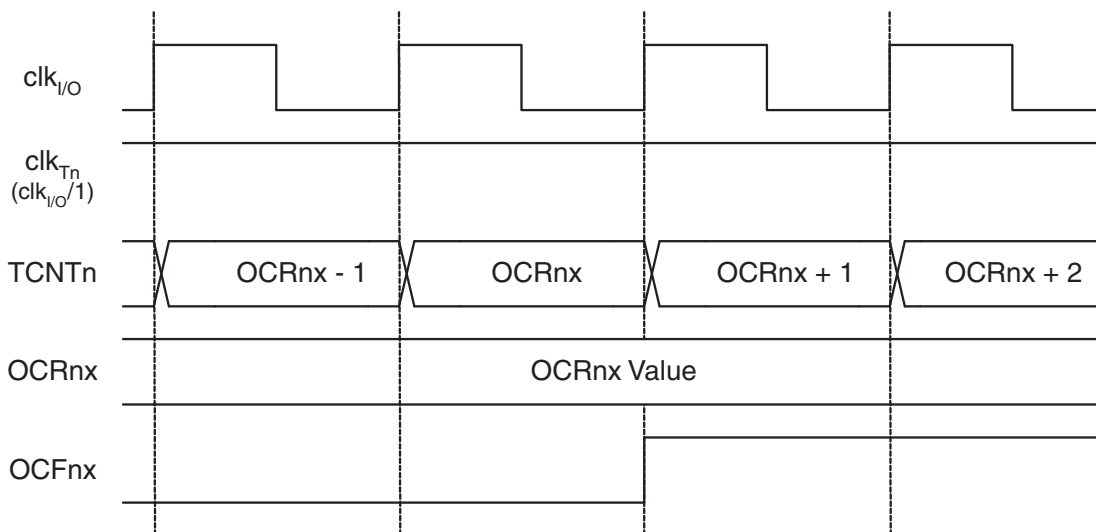 clkI/O
clkTn
(clkI/O/1)
TCNTn
OCRnx - 1
OCRnx
OCRnx + 1
OCRnx + 2
OCRnx
OCRnx Value
OCFnx